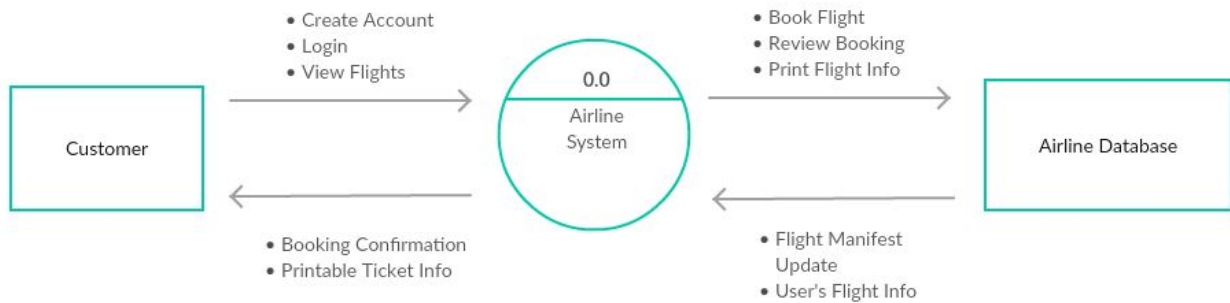 • Create Account
• Login
• View Flights
• Book Flight
• Review Booking
• Print Flight Info
Customer
0.0
Airline
System
Airline Database
• Booking Confirmation
• Printable Ticket Info
• Flight Manifest
Update
• User's Flight Info